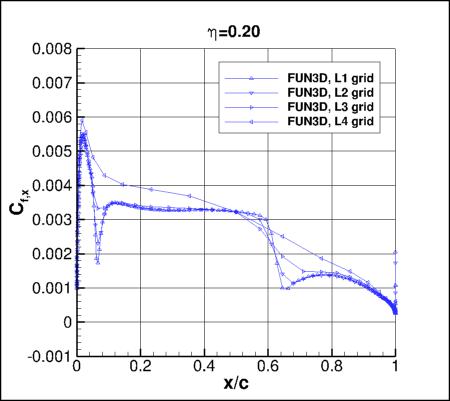 η=0.20
0.008
0.007
0.006
0.005
0.004
0.003
0.002
0.001
0
-0.001
C_f,x
FUN3D, L1 grid
FUN3D, L2 grid
FUN3D, L3 grid
FUN3D, L4 grid
0 0.2 0.4 0.6 0.8 1
x/c